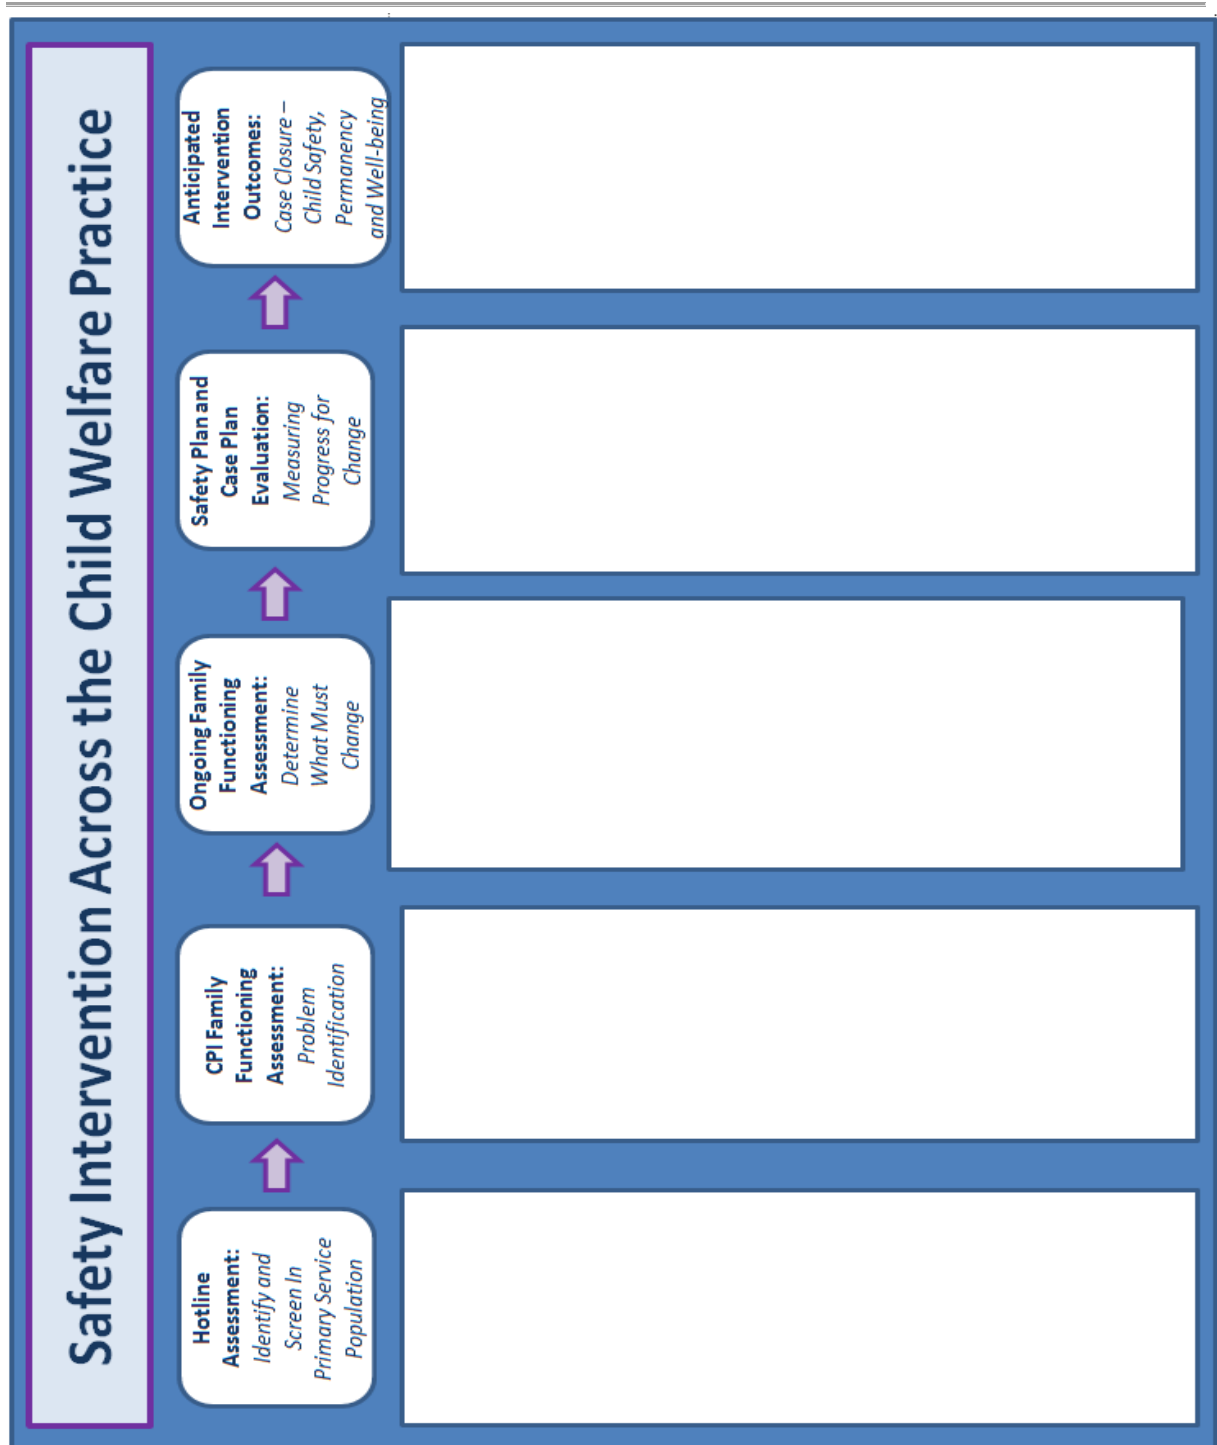 Safety Intervention Across the Child Welfare Practice
Hotline
Assessment:
Identify and
Screen In
Primary Service
Population
CPI Family
Functioning
Assessment:
Problem
Identification
Ongoing Family
Functioning
Assessment:
Determine
What Must
Change
Safety Plan and
Case Plan
Evaluation:
Measuring
Progress for
Change
Anticipated
Intervention
Outcomes:
Case Closure –
Child Safety,
Permanency
and Well-being